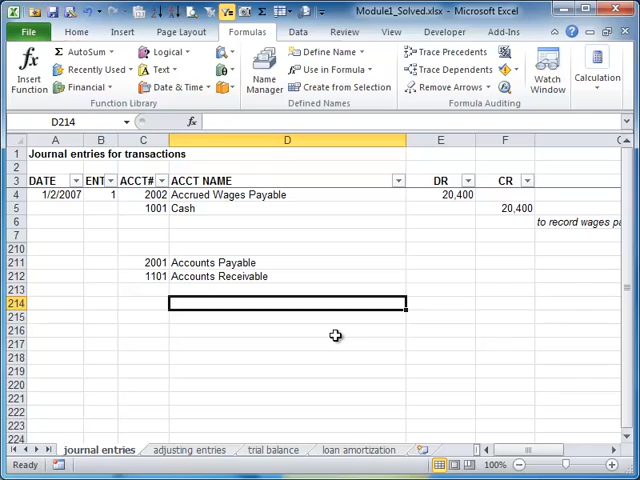 Module1_Solved.xlsx - Microsoft Excel
File Home Insert Page Layout Formulas Data Review View Developer Add-Ins
Insert Function
AutoSum Recently Used Financial
Logical Text Date & Time
Function Library
Name Manager
Define Name Use in Formula Create from Selection
Defined Names
Trace Precedents Trace Dependents Remove Arrows
Formula Auditing
Watch Window
Calculation
D214 fx
A B C D E F
1 Journal entries for transactions
2
3 DATE ENT ACCT# ACCT NAME DR CR
4 1/2/2007 1 2002 Accrued Wages Payable 20,400
5 1001 Cash 20,400
6 to record wages pa
7
210
211 2001 Accounts Payable
212 1101 Accounts Receivable
213
214
215
216
217
218
219
220
221
222
223
224
journal entries adjusting entries trial balance loan amortization
Ready 100%